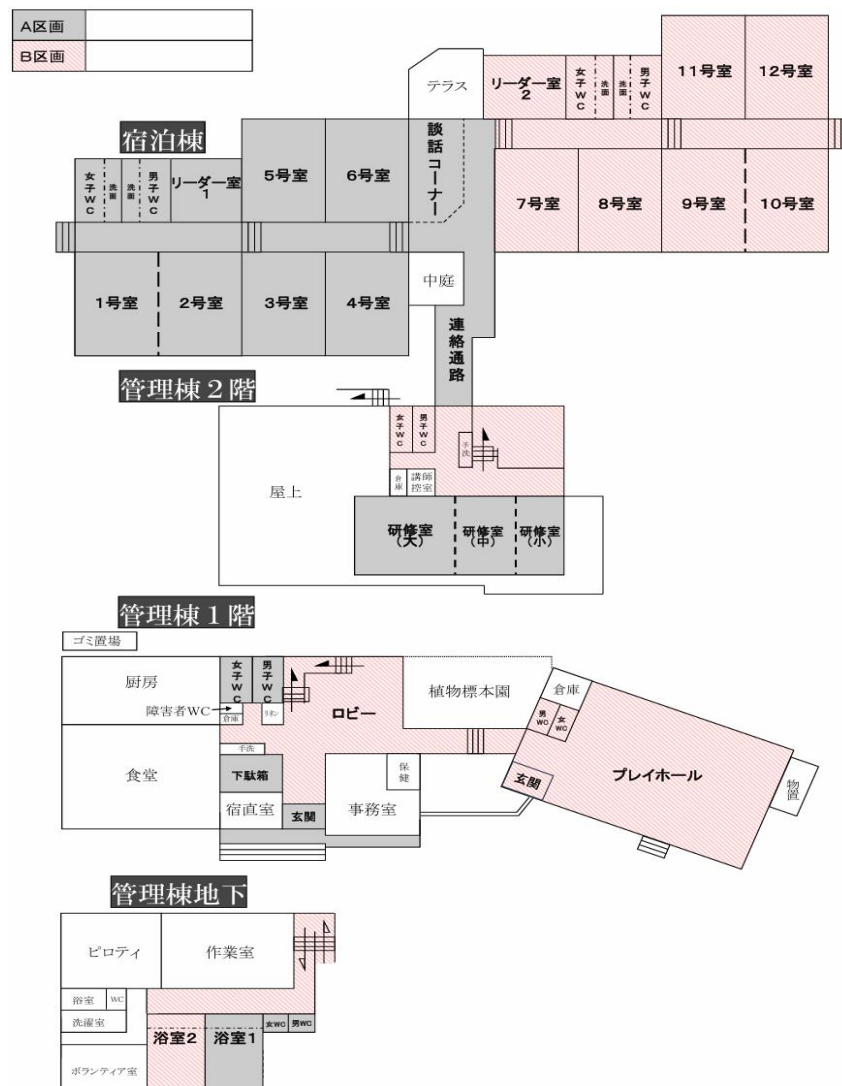 A区画
B区画
宿泊棟
テラス
談話コーナー
リーダー室
2
女子WC
洗面
洗面
男子WC
11号室
12号室
女子WC
洗面
洗面
男子WC
リーダー室
1
5号室
6号室
7号室
8号室
9号室
10号室
1号室
2号室
3号室
4号室
中庭
連絡通路
管理棟2階
女子WC
男子WC
手洗
屋上
倉庫
講師
控室
研修室
(大)
研修室
(中)
研修室
(小)
管理棟1階
ゴミ置場
厨房
女子WC
男子WC
障害者WC
倉庫
リネン
ロビー
植物標本園
倉庫
男WC
女WC
手洗
食堂
下駄箱
保健
宿直室
玄関
事務室
玄関
プレイホール
物置
管理棟地下
ピロティ
作業室
浴室
WC
洗濯室
浴室2
浴室1
女WC
男WC
ボランティア室